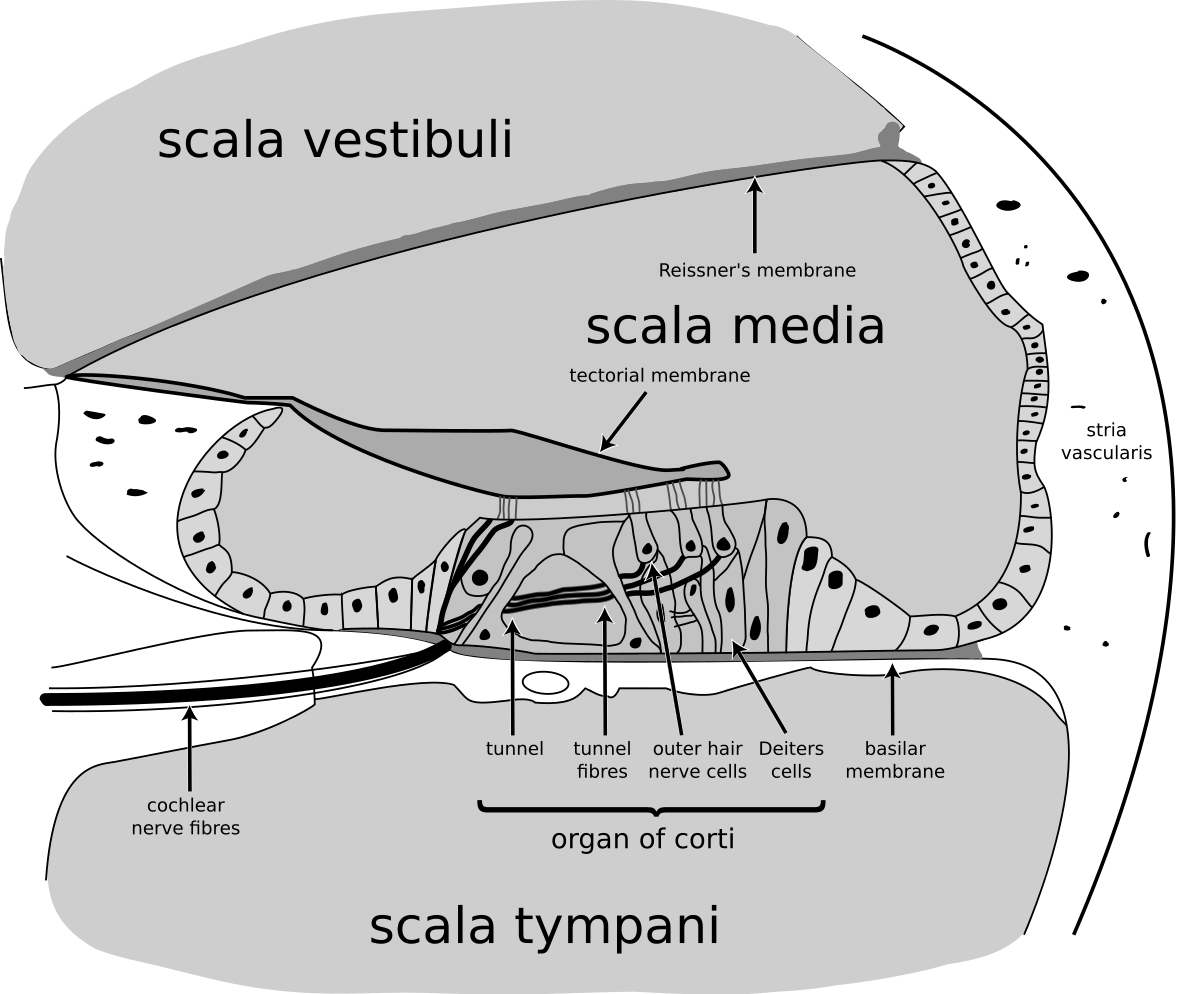 scala vestibuli
Reissner's membrane
scala media
tectorial membrane
stria
vascularis
tunnel
tunnel
fibres
outer hair
nerve cells
Deiters
cells
basilar
membrane
cochlear
nerve fibres
organ of corti
scala tympani